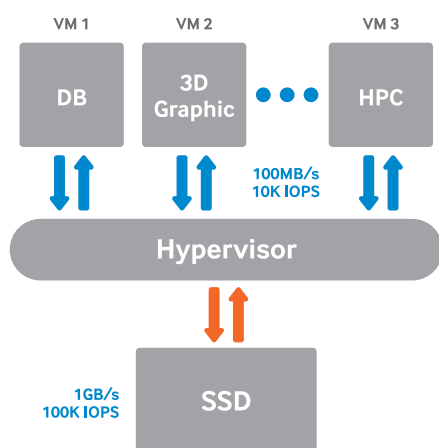 VM 1
VM 2
VM 3
DB
3D
Graphic
HPC
100MB/s
10K IOPS
Hypervisor
1GB/s
100K IOPS
SSD